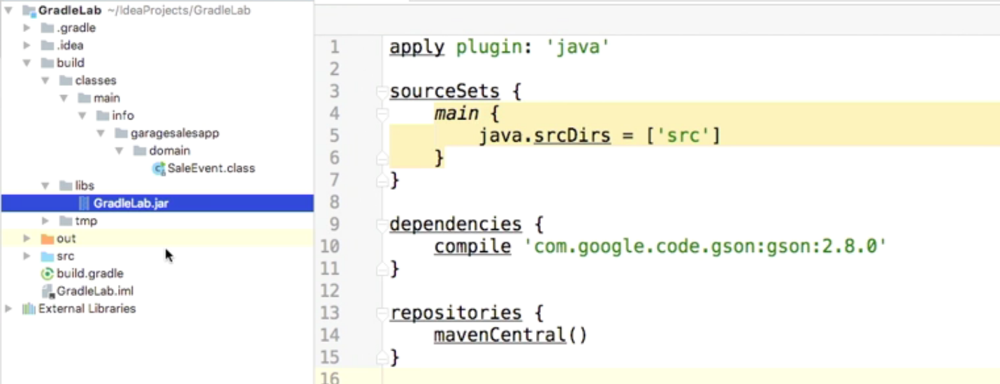 GradleLab ~/IdeaProjects/GradleLab
.gradle
.idea
build
classes
main
info
garagesalesapp
domain
SaleEvent.class
libs
GradleLab.jar
tmp
out
src
build.gradle
GradleLab.iml
External Libraries
1 apply plugin: 'java'
2
3 sourceSets {
4     main {
5         java.srcDirs = ['src']
6     }
7 }
8
9 dependencies {
10     compile 'com.google.code.gson:gson:2.8.0'
11 }
12
13 repositories {
14     mavenCentral()
15 }
16